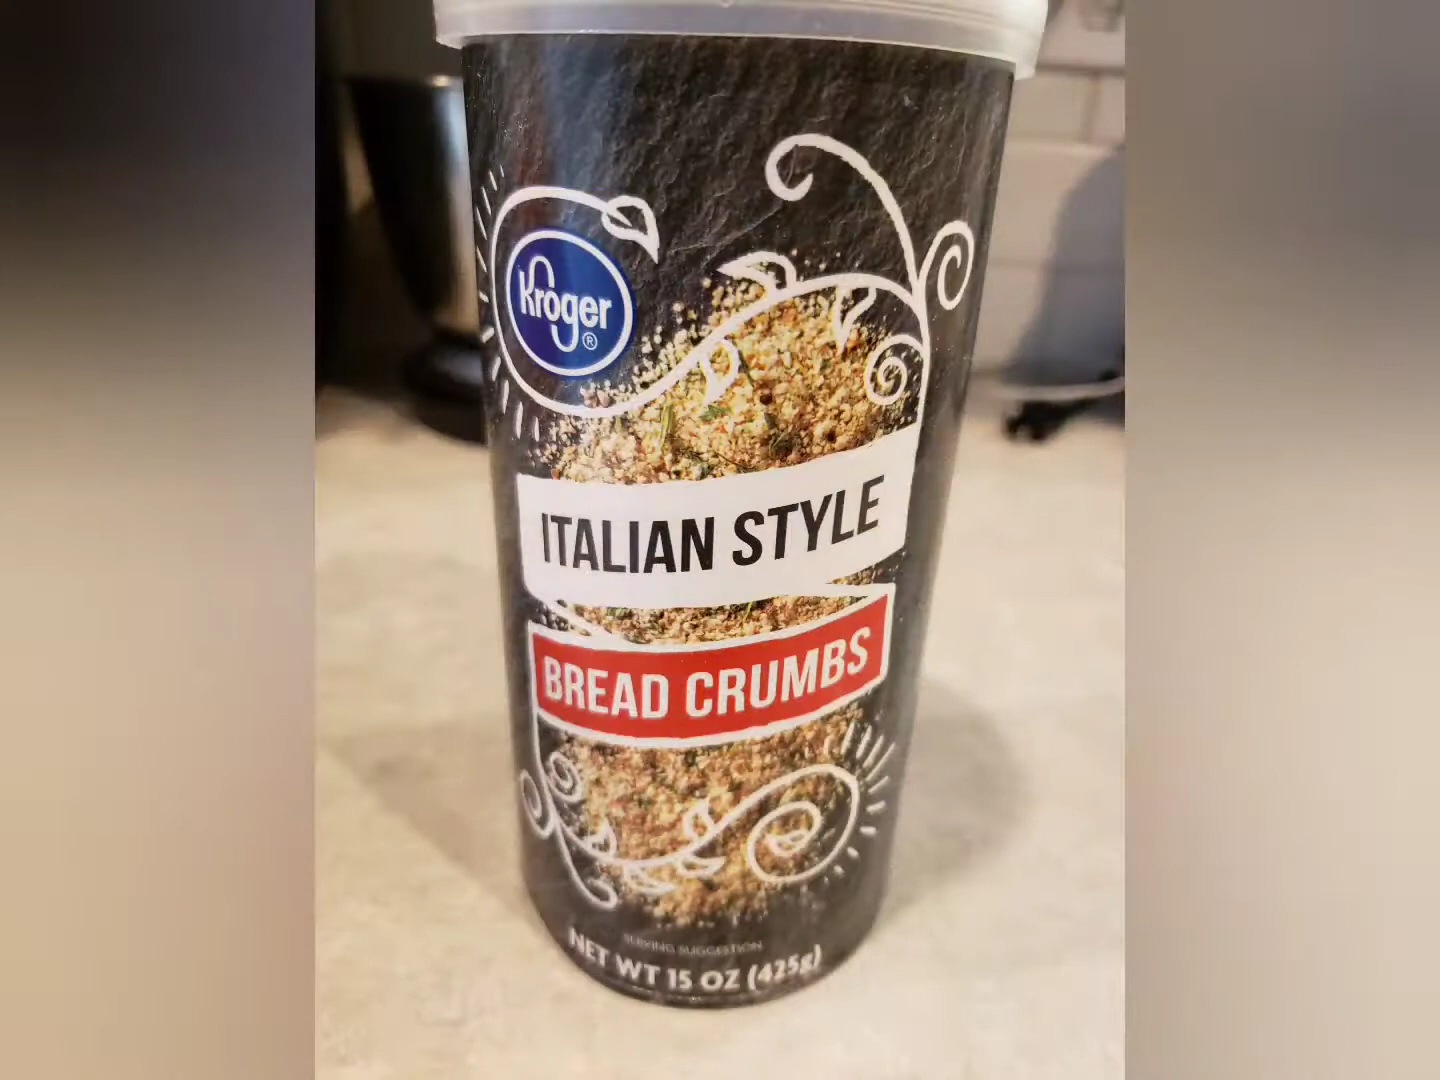 Kroger®
ITALIAN STYLE
BREAD CRUMBS
SERVING SUGGESTION
NET WT 15 OZ (425g)